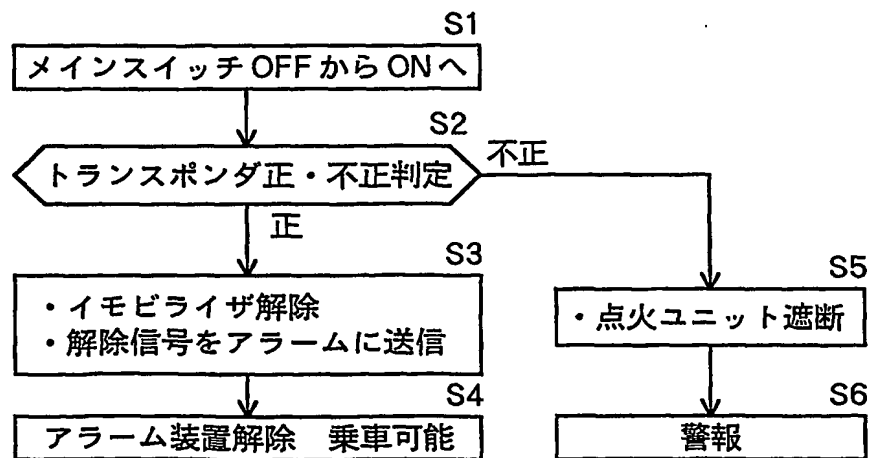 S1
メインスイッチOFFからONへ
S2
トランスポンダ正・不正判定
不正
正
S3
・イモビライザ解除
・解除信号をアラームに送信
S4
アラーム装置解除　乗車可能
S5
・点火ユニット遮断
S6
警報